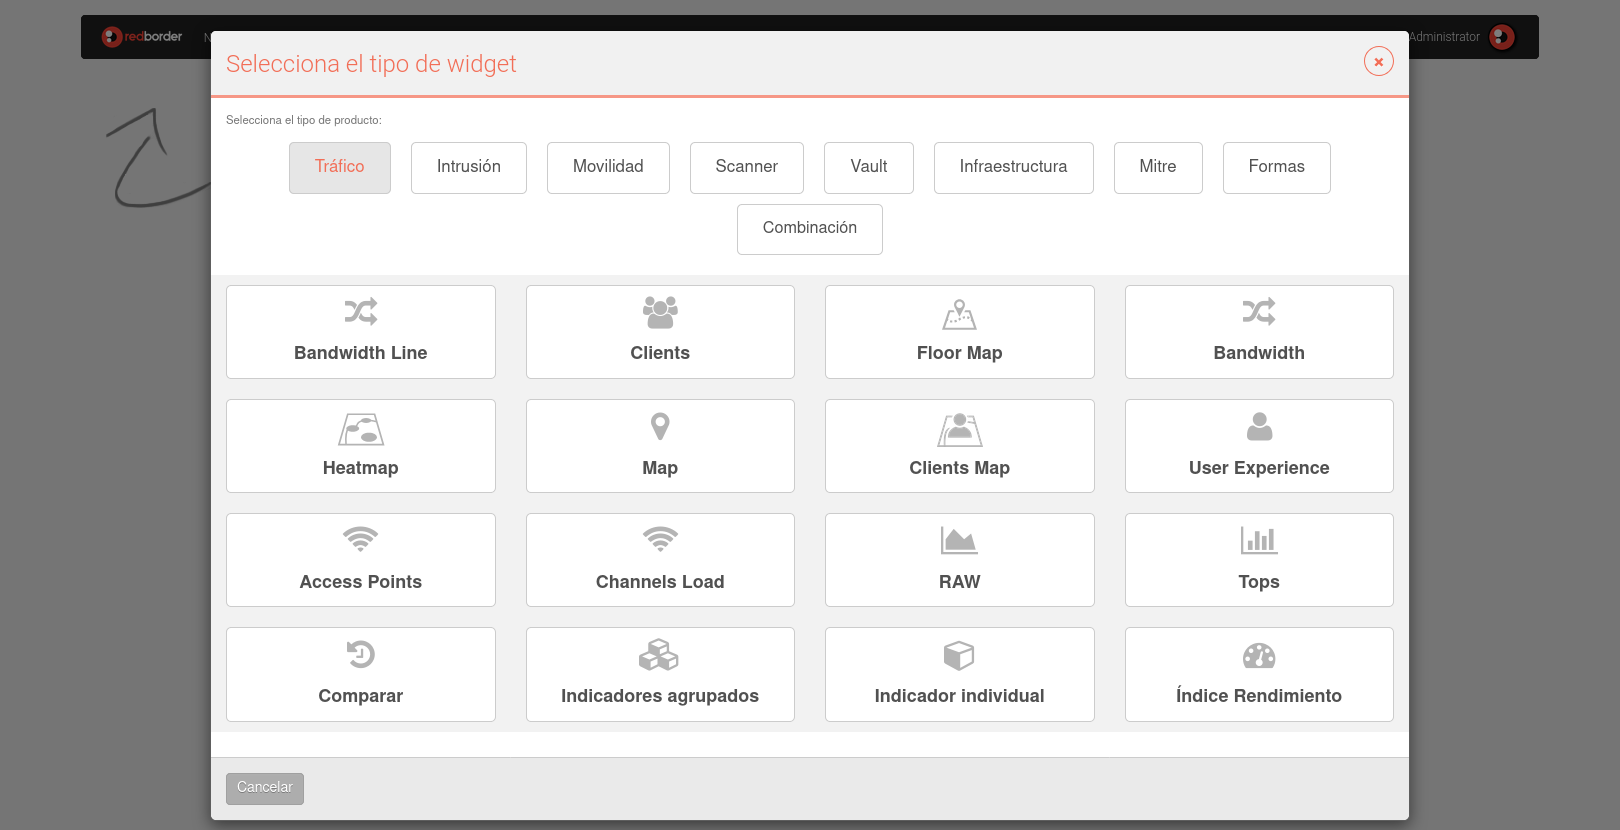 redborder
N
Administrator
Selecciona el tipo de widget
Selecciona el tipo de producto:
Tráfico Intrusión Movilidad Scanner Vault Infraestructura Mitre Formas
Combinación
Bandwidth Line Clients Floor Map Bandwidth
Heatmap Map Clients Map User Experience
Access Points Channels Load RAW Tops
Comparar Indicadores agrupados Indicador individual Índice Rendimiento
Cancelar